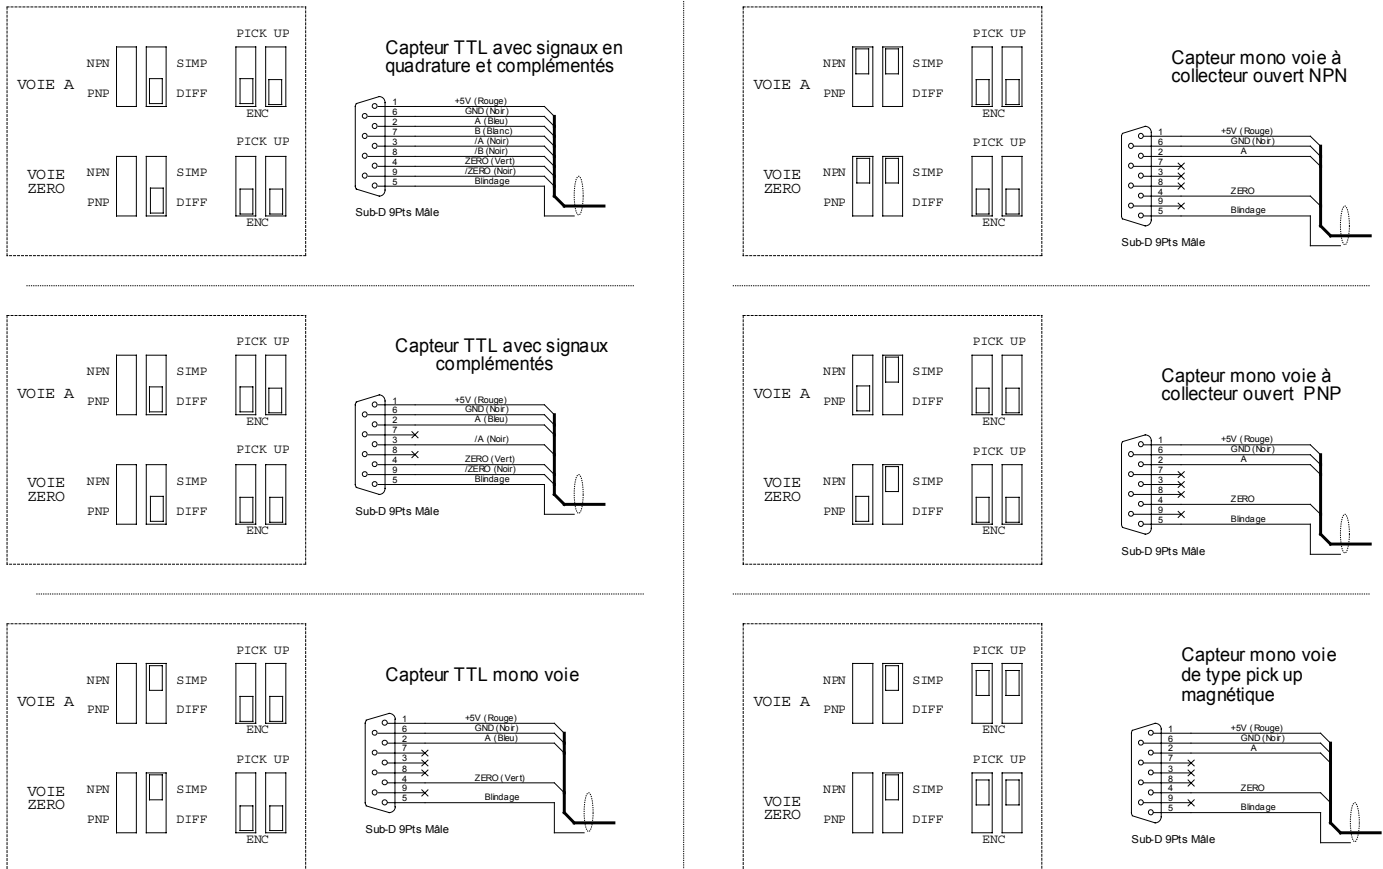 PICK UP
NPN SIMP
VOIE A
PNP DIFF
ENC
PICK UP
NPN SIMP
VOIE
ZERO
PNP DIFF
ENC
Capteur TTL avec signaux en
quadrature et complémentés
1 +5V (Rouge)
6 GND (Noir)
2 A (Bleu)
7 B (Blanc)
3 /A (Noir)
8 /B (Noir)
4 ZERO (Vert)
9 /ZERO (Noir)
5 Blindage
Sub-D 9Pts Mâle
PICK UP
NPN SIMP
VOIE A
PNP DIFF
ENC
PICK UP
NPN SIMP
VOIE
ZERO
PNP DIFF
ENC
Capteur mono voie à
collecteur ouvert NPN
1 +5V (Rouge)
6 GND (Noir)
2 A
7
3
8
4 ZERO
9
5 Blindage
Sub-D 9Pts Mâle
PICK UP
NPN SIMP
VOIE A
PNP DIFF
ENC
PICK UP
NPN SIMP
VOIE
ZERO
PNP DIFF
ENC
Capteur TTL avec signaux
complémentés
1 +5V (Rouge)
6 GND (Noir)
2 A (Bleu)
7
3 /A (Noir)
8
4 ZERO (Vert)
9 /ZERO (Noir)
5 Blindage
Sub-D 9Pts Mâle
PICK UP
NPN SIMP
VOIE A
PNP DIFF
ENC
PICK UP
NPN SIMP
VOIE
ZERO
PNP DIFF
ENC
Capteur mono voie à
collecteur ouvert PNP
1 +5V (Rouge)
6 GND (Noir)
2 A
7
3
8
4 ZERO
9
5 Blindage
Sub-D 9Pts Mâle
PICK UP
NPN SIMP
VOIE A
PNP DIFF
ENC
PICK UP
NPN SIMP
VOIE
ZERO
PNP DIFF
ENC
Capteur TTL mono voie
1 +5V (Rouge)
6 GND (Noir)
2 A (Bleu)
7
3
8
4 ZERO (Vert)
9
5 Blindage
Sub-D 9Pts Mâle
PICK UP
NPN SIMP
VOIE A
PNP DIFF
ENC
PICK UP
NPN SIMP
VOIE
ZERO
PNP DIFF
ENC
Capteur mono voie
de type pick up
magnétique
1 +5V (Rouge)
6 GND (Noir)
2 A
7
3
8
4 ZERO
9
5 Blindage
Sub-D 9Pts Mâle